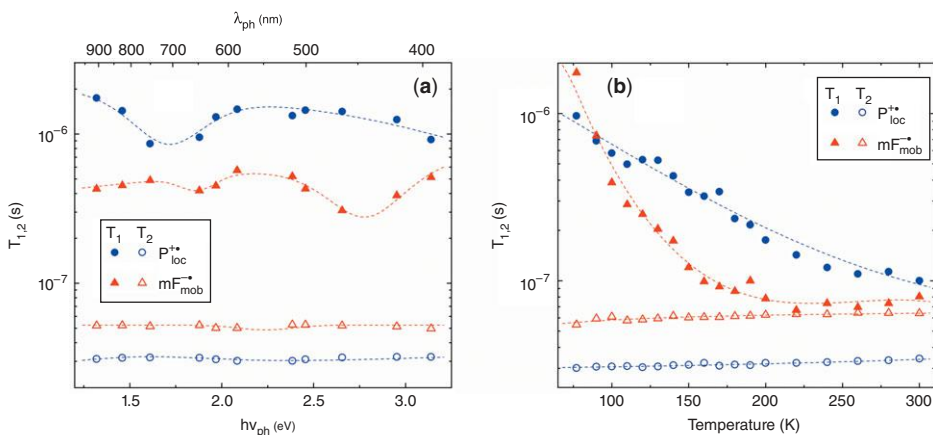 λph (nm)
900 800 700 600 500 400
(a)
10⁻⁶
10⁻⁷
T1,2 (s)
T1 T2
P+•loc
mF−•mob
1.5 2.0 2.5 3.0
hνph (eV)
(b)
T1 T2
P+•loc
mF−•mob
10⁻⁶
10⁻⁷
T1,2 (s)
100 150 200 250 300
Temperature (K)